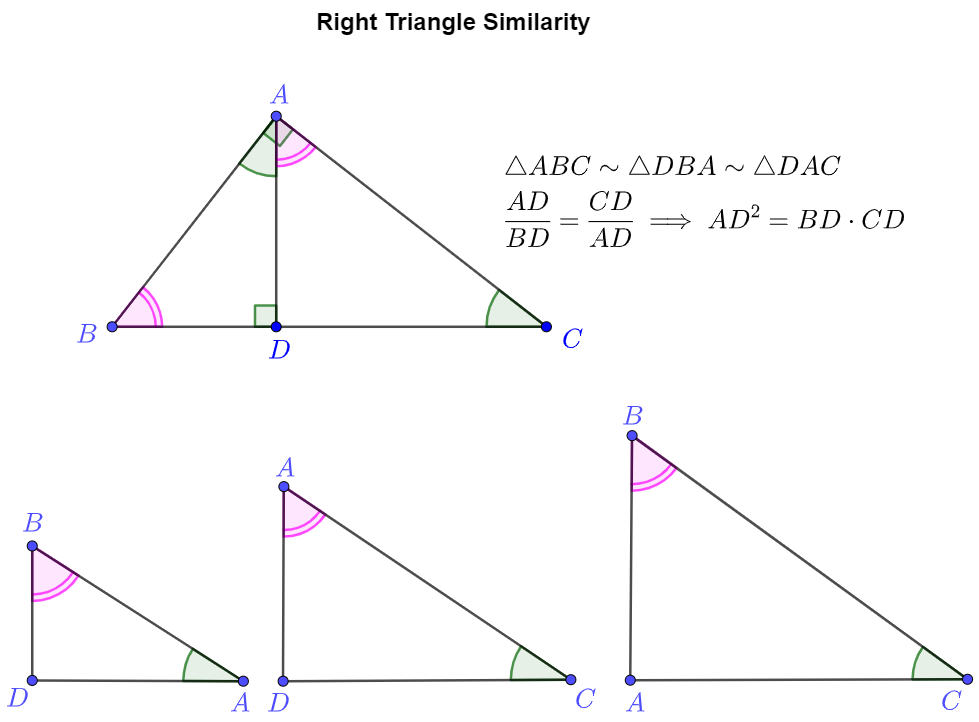 Right Triangle Similarity
A
△ABC ∼ △DBA ∼ △DAC
AD/BD = CD/AD ⟹ AD² = BD · CD
B
D
C
B
D
A
A
D
C
B
A
C